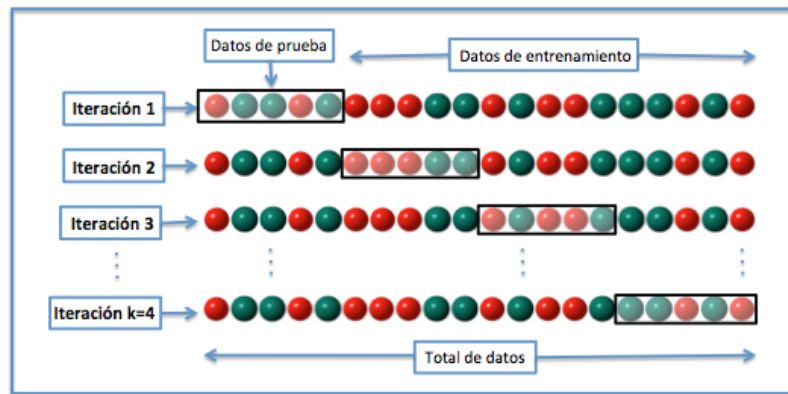 Datos de prueba
Datos de entrenamiento
Iteración 1
Iteración 2
Iteración 3
Iteración k=4
Total de datos